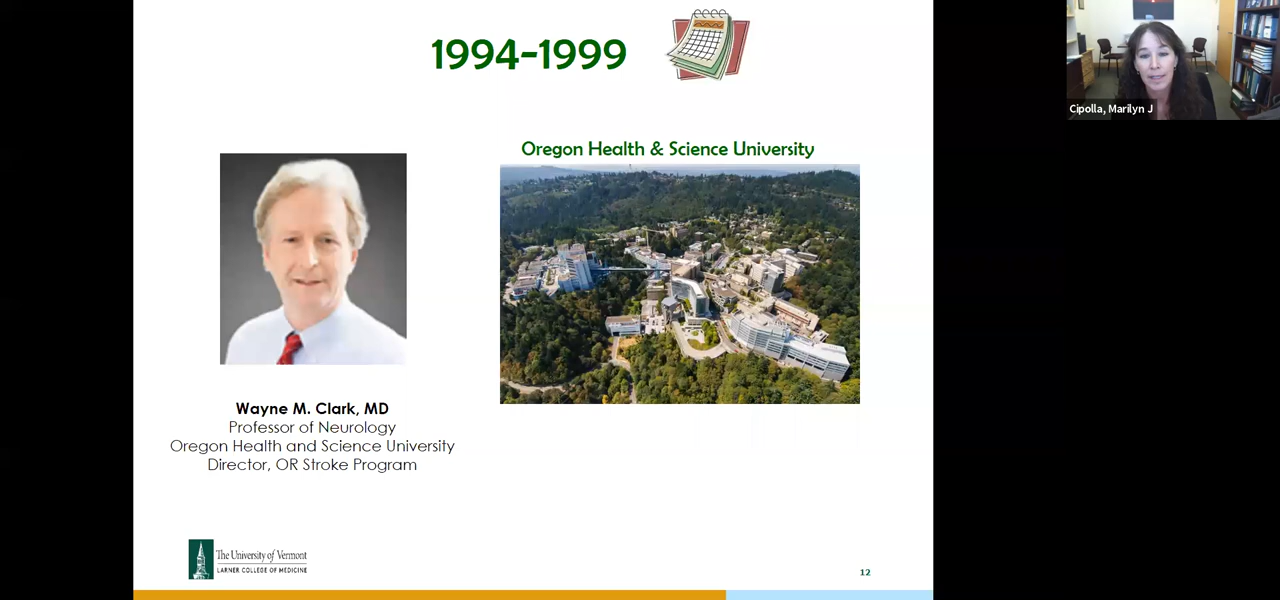 1994-1999
Cipolla, Marilyn J
Oregon Health & Science University
Wayne M. Clark, MD
Professor of Neurology
Oregon Health and Science University
Director, OR Stroke Program
The University of Vermont
LARNER COLLEGE OF MEDICINE
12